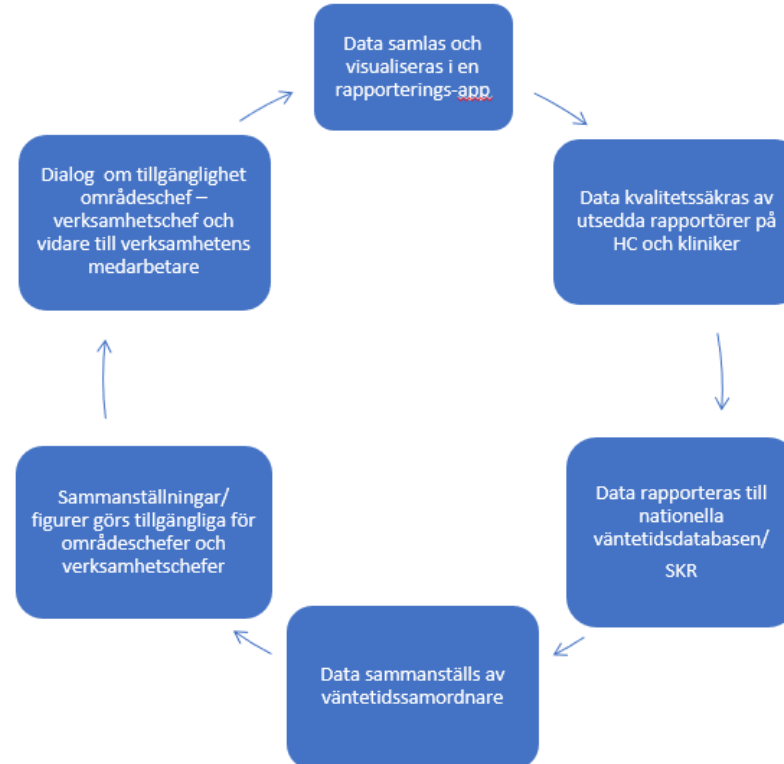 Data samlas och
visualiseras i en
rapporterings-app
Data kvalitetssäkras av
utsedda rapportörer på
HC och kliniker
Data rapporteras till
nationella
väntetidsdatabasen/
SKR
Data sammanställs av
väntetidssamordnare
Sammanställningar/
figurer görs tillgängliga för
områdeschefer och
verksamhetschefer
Dialog om tillgänglighet
områdeschef –
verksamhetschef och
vidare till verksamhetens
medarbetare